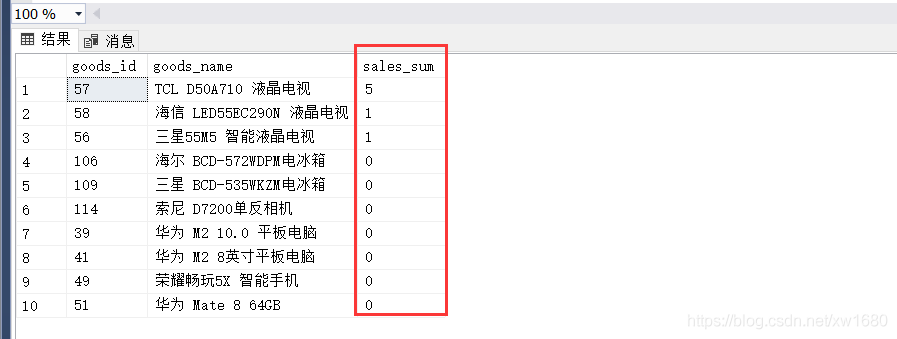 100 %
结果 消息
goods_id goods_name sales_sum
1 57 TCL D50A710 液晶电视 5
2 58 海信 LED55EC290N 液晶电视 1
3 56 三星55M5 智能液晶电视 1
4 106 海尔 BCD-572WDPM电冰箱 0
5 109 三星 BCD-535WKZM电冰箱 0
6 114 索尼 D7200单反相机 0
7 39 华为 M2 10.0 平板电脑 0
8 41 华为 M2 8英寸平板电脑 0
9 49 荣耀畅玩5X 智能手机 0
10 51 华为 Mate 8 64GB 0
https://blog.csdn.net/xw1680